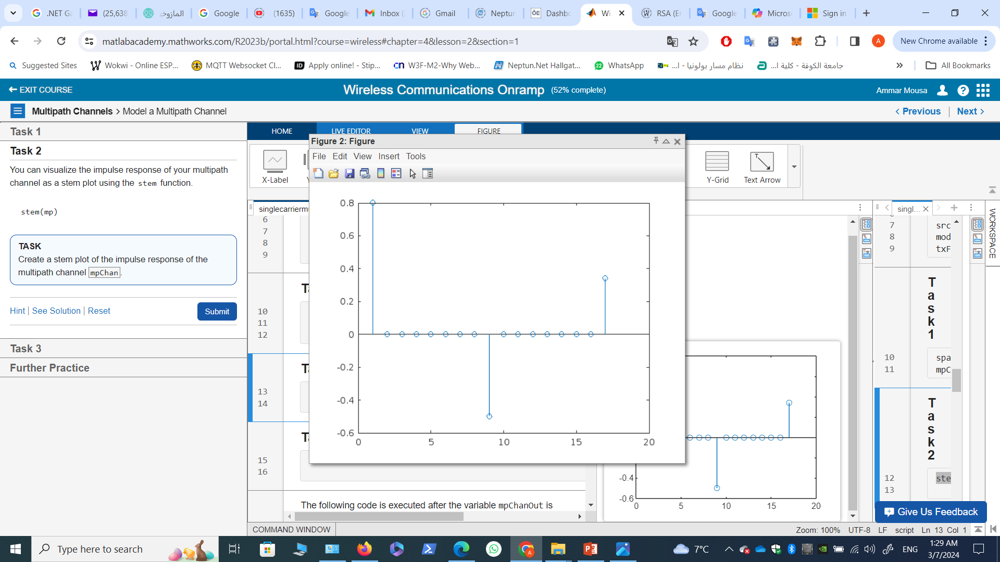 .NET Ga
(25,638
المازوخي
Google
(1635)
Google
Inbox (
Gmail
Neptun
Dashbo
Wi
RSA (En
Google
Micros
Sign in
matlabacademy.mathworks.com/R2023b/portal.html?course=wireless#chapter=4&lesson=2&section=1
New Chrome available
Suggested Sites
Wokwi - Online ESP...
MQTT Websocket Cl...
Apply online! - Stip...
W3F-M2-Why Web...
Neptun.Net Hallgat...
WhatsApp
نظام مسار بولونيا - ا...
جامعة الكوفة - كلية ا...
All Bookmarks
EXIT COURSE
Wireless Communications Onramp (52% complete)
Ammar Mousa
Multipath Channels > Model a Multipath Channel
< Previous
Next >
Task 1
Task 2
You can visualize the impulse response of your multipath
channel as a stem plot using the stem function.
stem(mp)
TASK
Create a stem plot of the impulse response of the
multipath channel mpChan.
Hint | See Solution | Reset
Submit
Task 3
Further Practice
HOME
LIVE EDITOR
VIEW
FIGURE
X-Label
Y-Grid
Text Arrow
Figure 2: Figure
File Edit View Insert Tools
0.8
0.6
0.4
0.2
0
-0.2
-0.4
-0.6
0 5 10 15 20
singlecarriermu
6
7
8
9
Ta
10
11
12
Ta
13
14
Ta
15
16
The following code is executed after the variable mpChanOut is
-0.4
-0.6
0 5 10 15 20
singl...
7 src
8 mod
9 txF
T
a
s
k
1
10 spa
11 mpC
T
a
s
k
2
12 ste
13
WORKSPACE
Give Us Feedback
COMMAND WINDOW
Zoom: 100% UTF-8 LF script Ln 13 Col 1
Type here to search
7°C
ENG
1:29 AM
3/7/2024